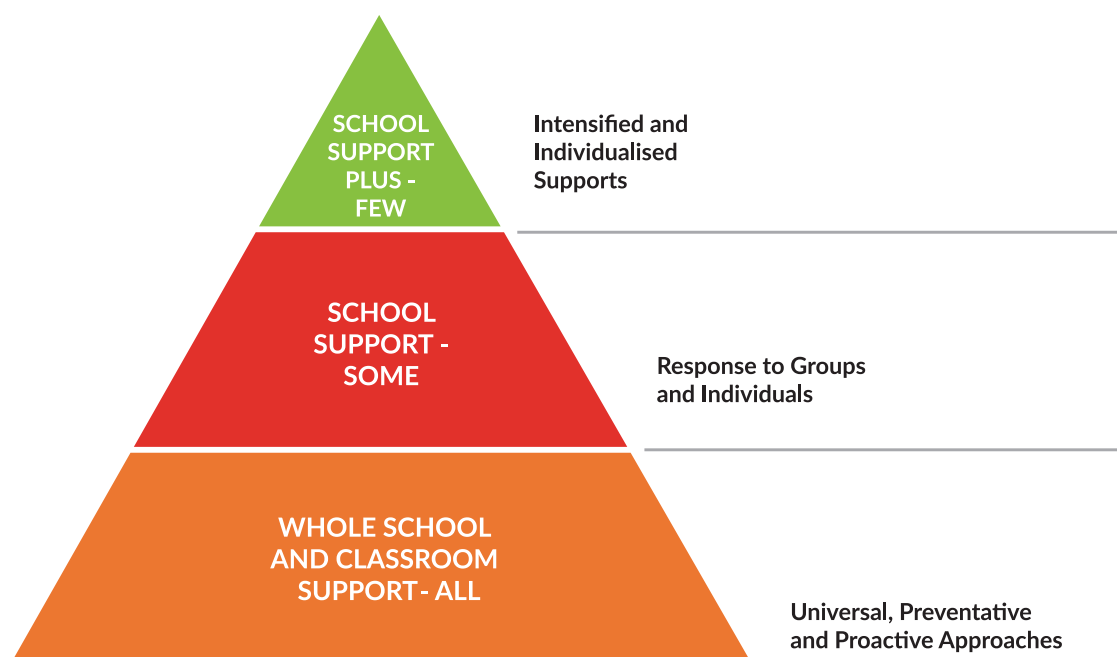 SCHOOL
SUPPORT
PLUS -
FEW
Intensified and
Individualised
Supports
SCHOOL
SUPPORT -
SOME
Response to Groups
and Individuals
WHOLE SCHOOL
AND CLASSROOM
SUPPORT - ALL
Universal, Preventative
and Proactive Approaches